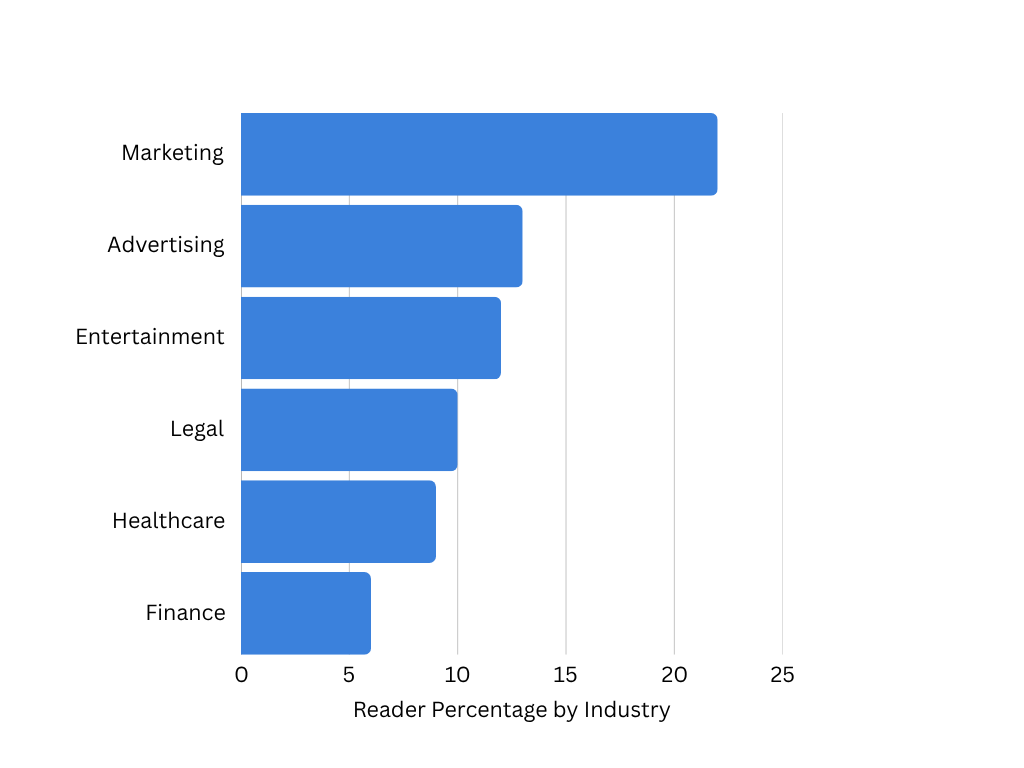 Marketing
Advertising
Entertainment
Legal
Healthcare
Finance
0 5 10 15 20 25
Reader Percentage by Industry